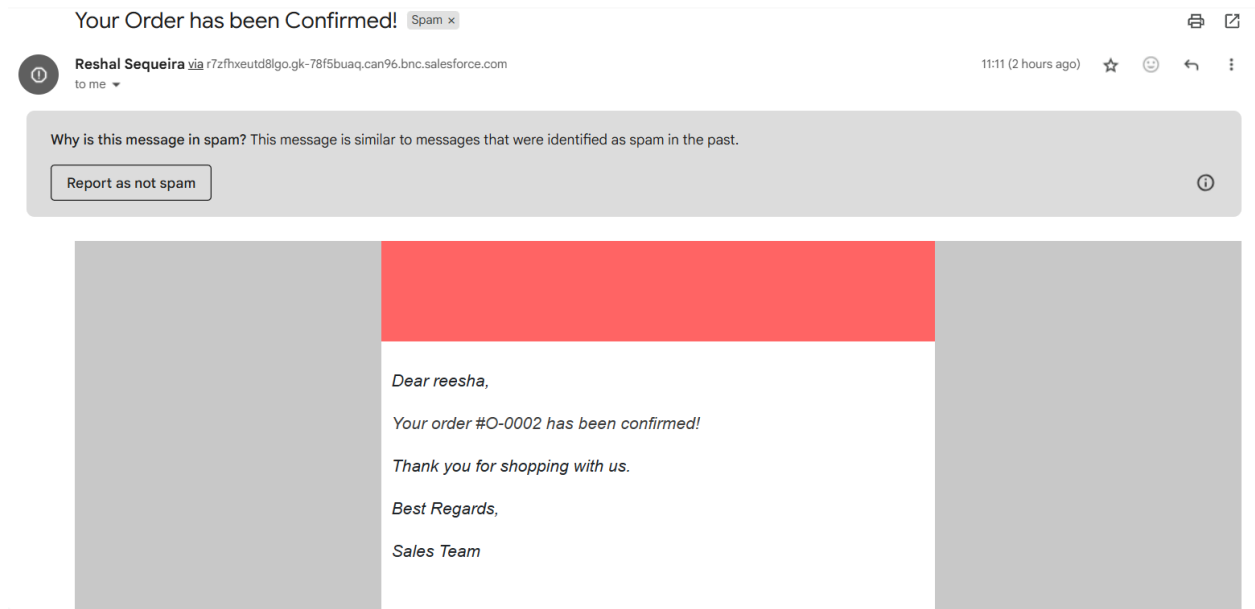 Your Order has been Confirmed! Spam ×
Reshal Sequeira via r7zfhxeutd8lgo.gk-78f5buaq.can96.bnc.salesforce.com 11:11 (2 hours ago)
to me
Why is this message in spam? This message is similar to messages that were identified as spam in the past.
Report as not spam
Dear reesha,
Your order #O-0002 has been confirmed!
Thank you for shopping with us.
Best Regards,
Sales Team